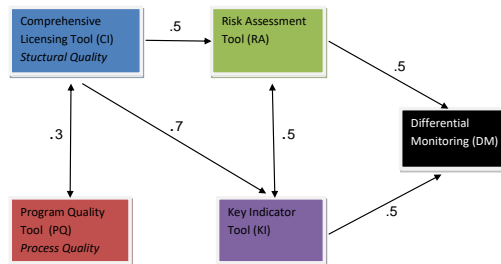 Comprehensive
Licensing Tool (CI)
Stuctural Quality
.5
Risk Assessment
Tool (RA)
.5
.3
.7
.5
Differential
Monitoring (DM)
Program Quality
Tool  (PQ)
Process Quality
Key Indicator
Tool (KI)
.5